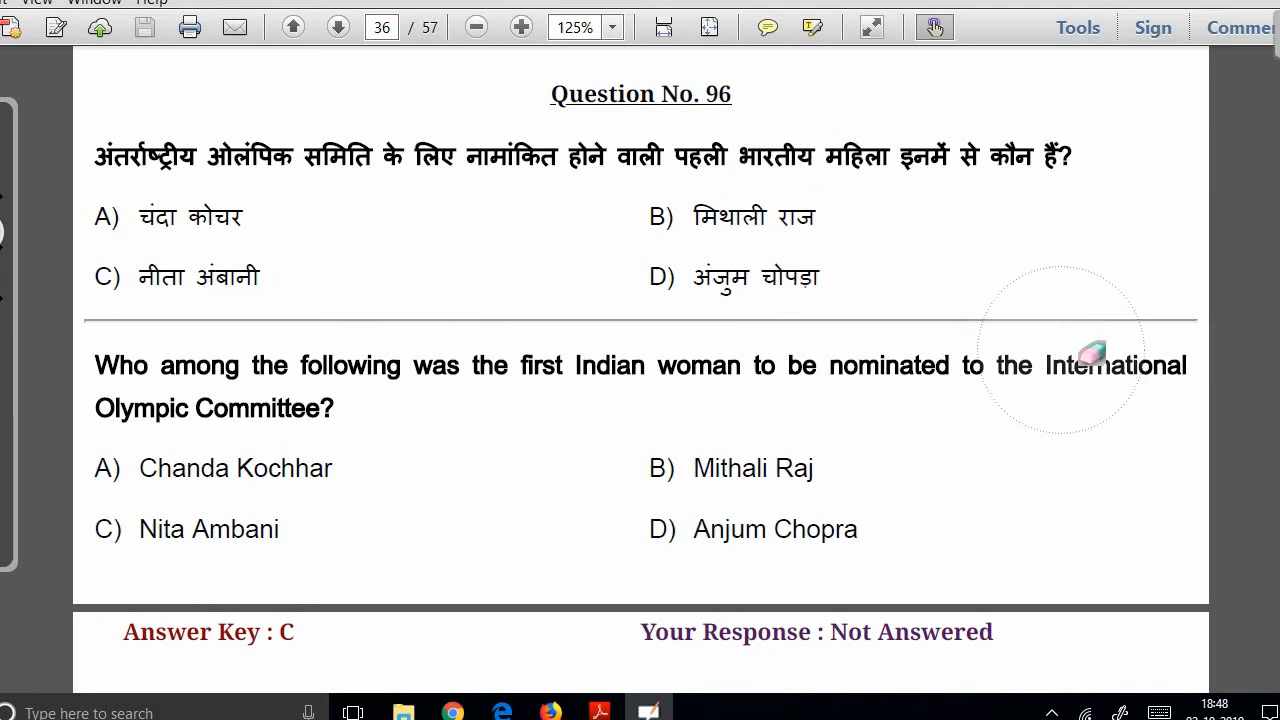 Window Help
36 / 57 125% Tools Sign
Question No. 96
अंतर्राष्ट्रीय ओलंपिक समिति के लिए नामांकित होने वाली पहली भारतीय महिला इनमें से कौन हैं?
A) चंदा कोचर B) मिथाली राज
C) नीता अंबानी D) अंजुम चोपड़ा
Who among the following was the first Indian woman to be nominated to the International
Olympic Committee?
A) Chanda Kochhar B) Mithali Raj
C) Nita Ambani D) Anjum Chopra
Answer Key : C Your Response : Not Answered
Type here to search 18:48